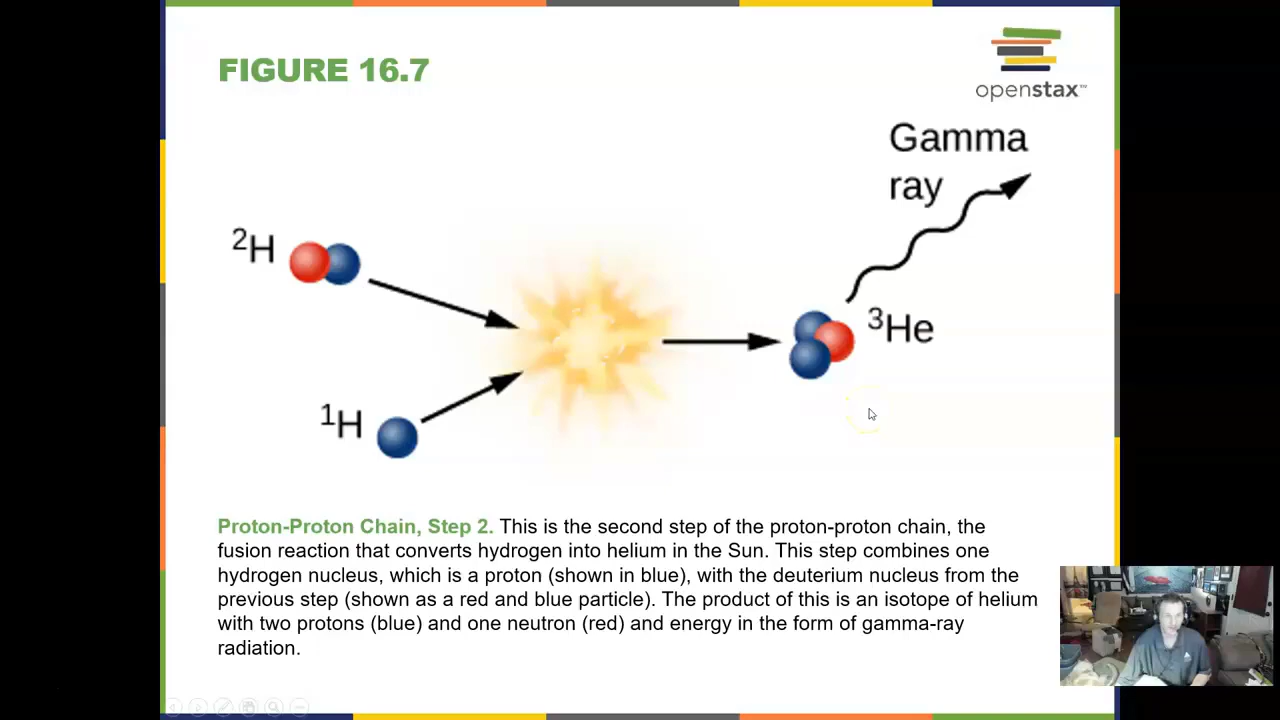 FIGURE 16.7
openstax™
Gamma
ray
²H
³He
¹H
Proton-Proton Chain, Step 2. This is the second step of the proton-proton chain, the
fusion reaction that converts hydrogen into helium in the Sun. This step combines one
hydrogen nucleus, which is a proton (shown in blue), with the deuterium nucleus from the
previous step (shown as a red and blue particle). The product of this is an isotope of helium
with two protons (blue) and one neutron (red) and energy in the form of gamma-ray
radiation.